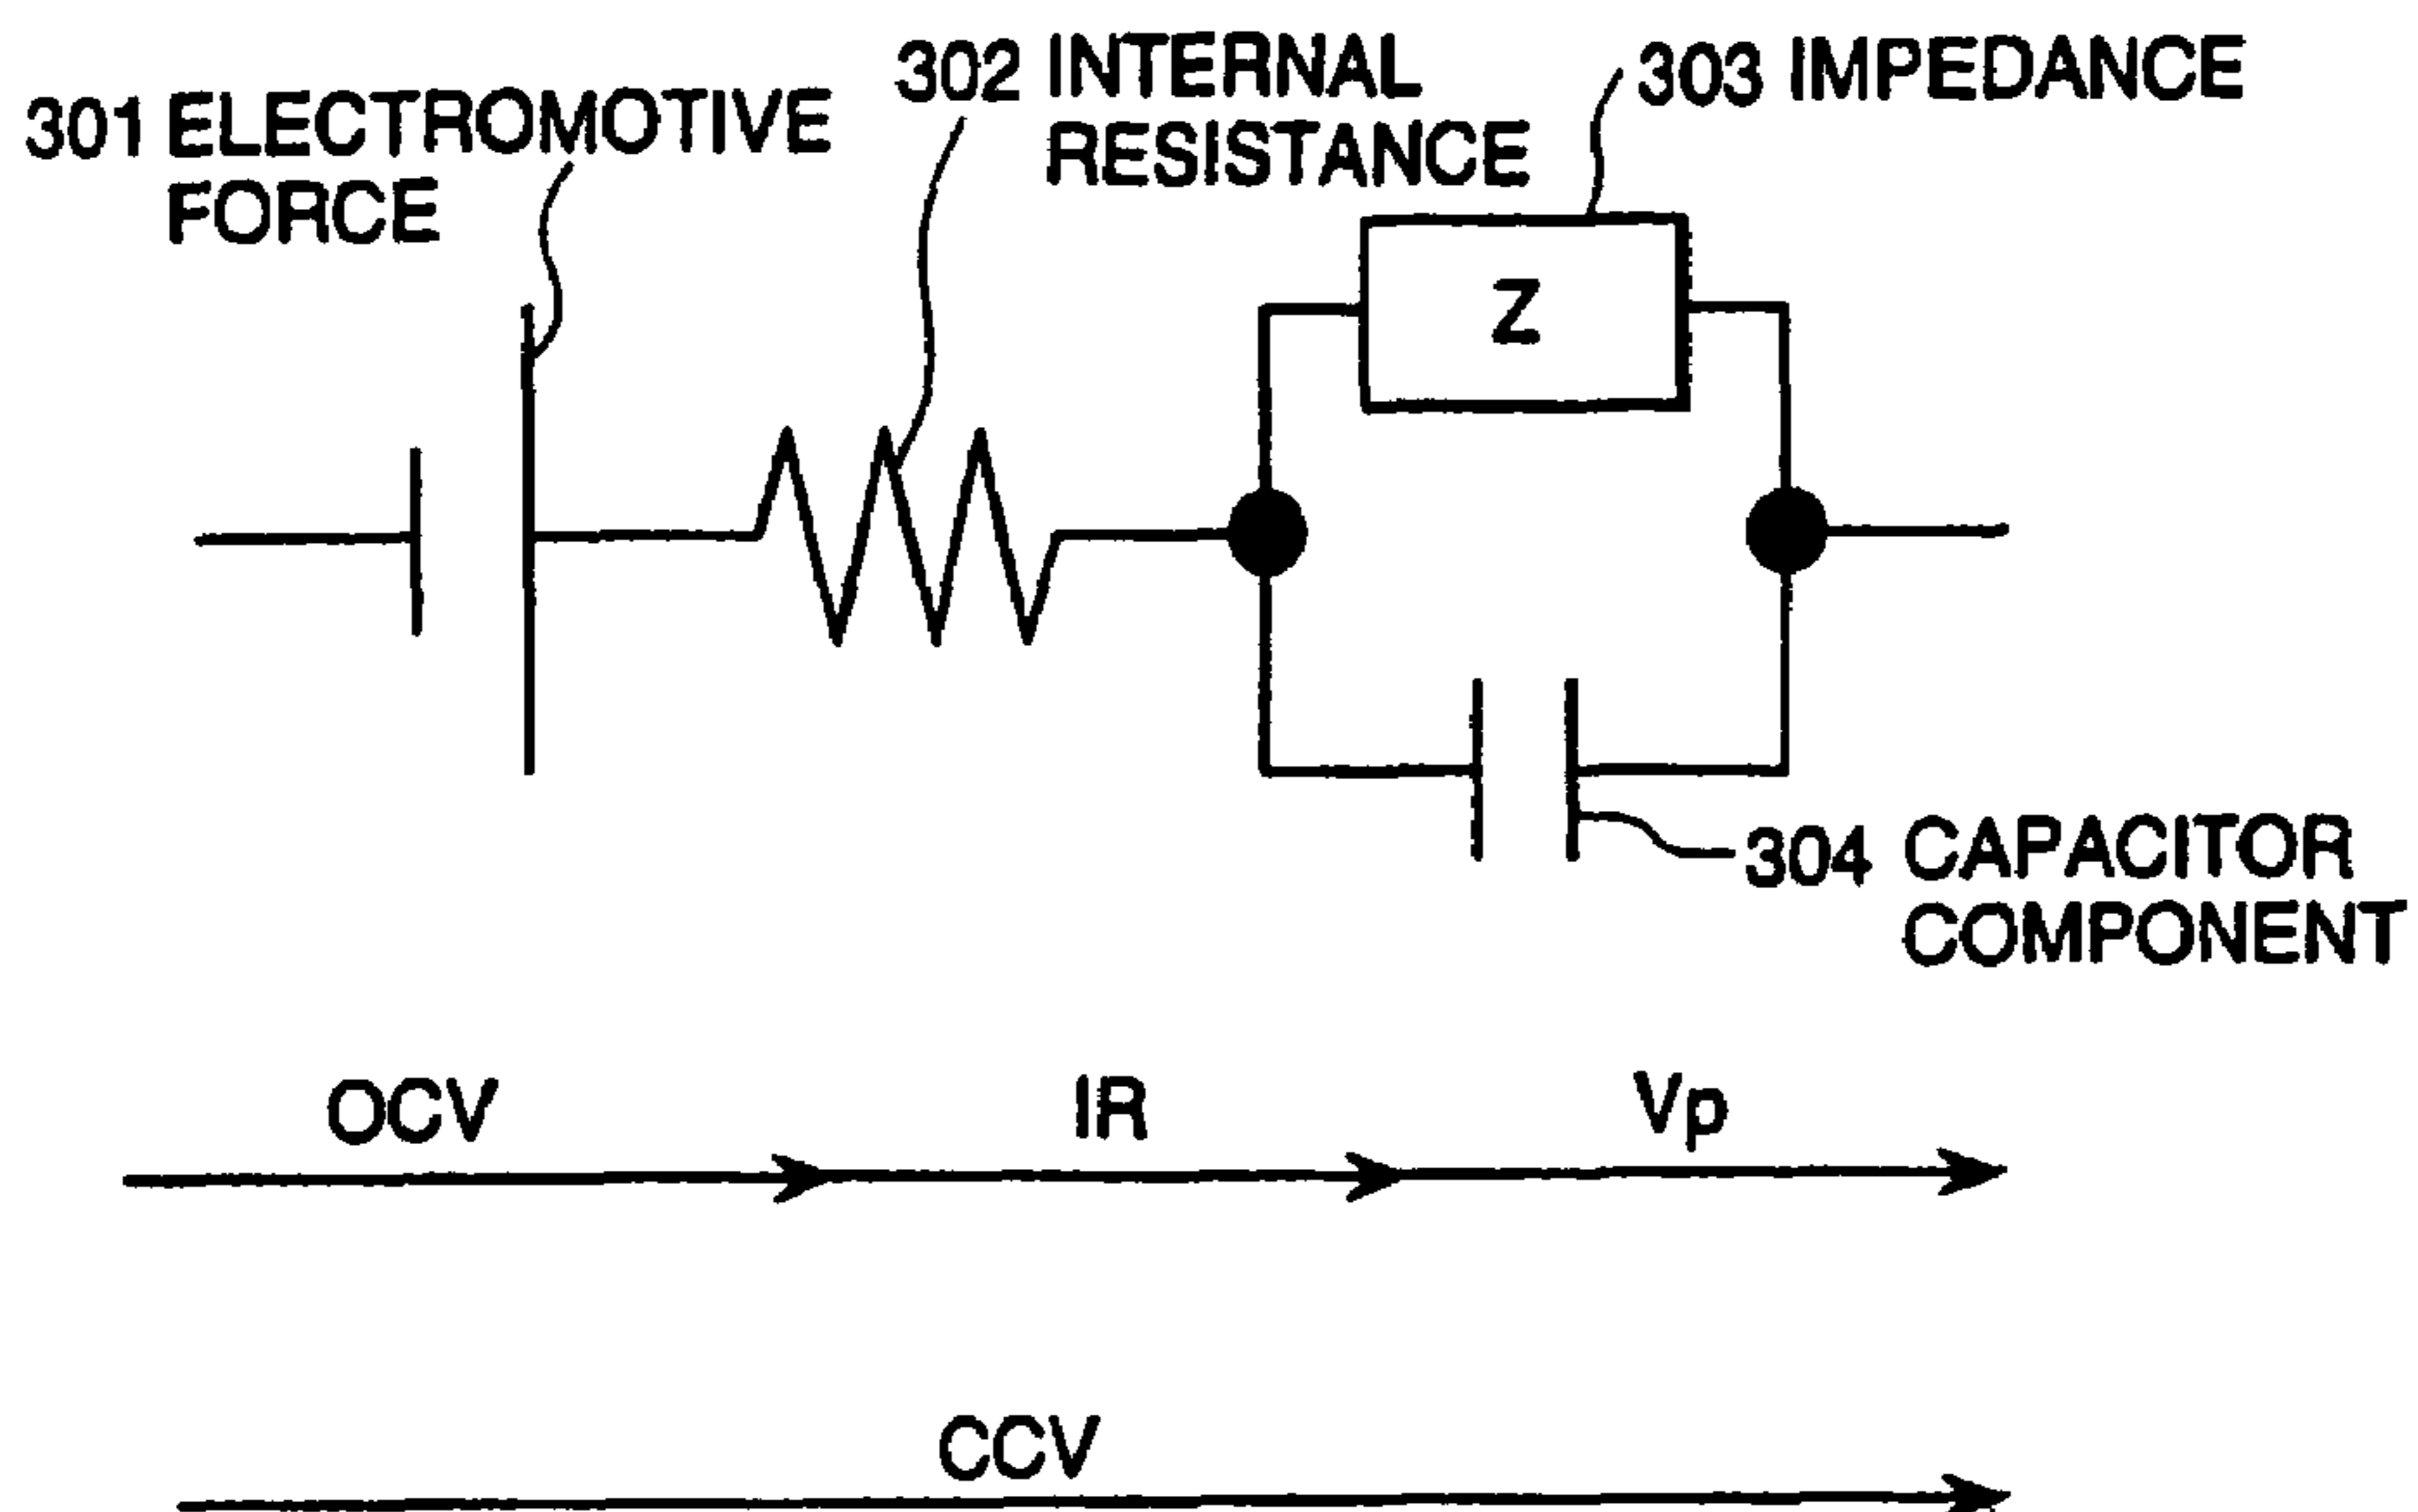 301 ELECTROMOTIVE
FORCE
302 INTERNAL
RESISTANCE
303 IMPEDANCE
Z
304 CAPACITOR
COMPONENT
OCV
IR
Vp
CCV